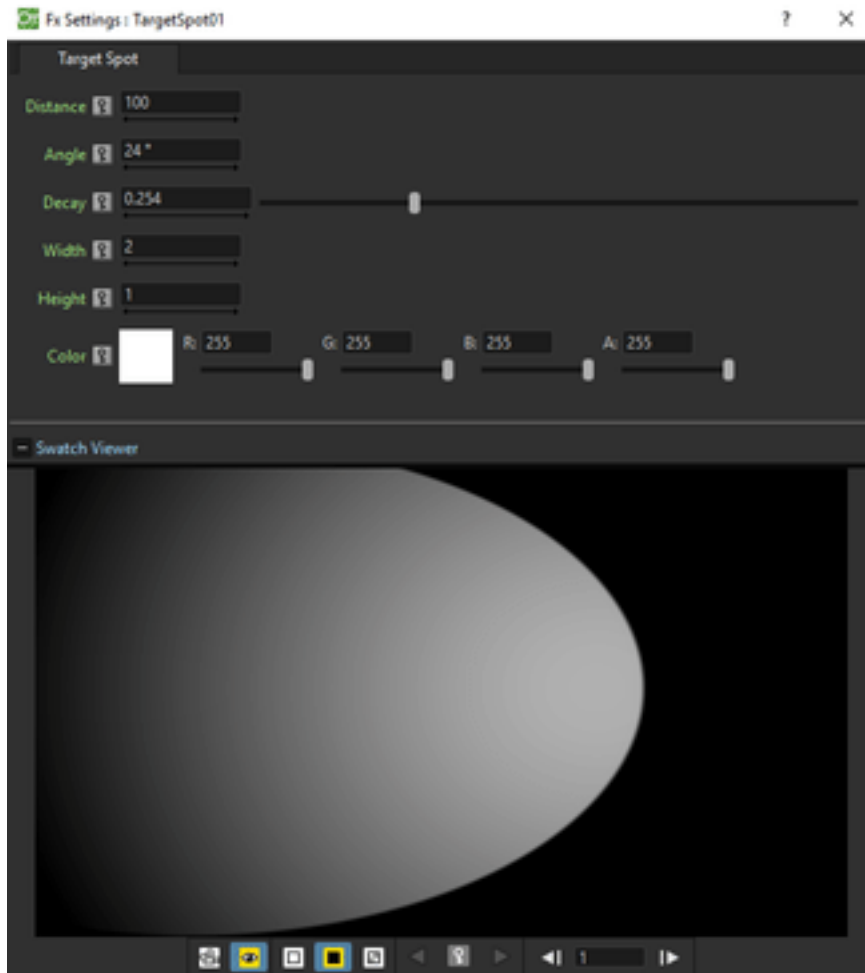 Fx Settings : TargetSpot01
Target Spot
Distance 100
Angle 24 °
Decay 0.254
Width 2
Height 1
Color R: 255 G: 255 B: 255 A: 255
Swatch Viewer
1